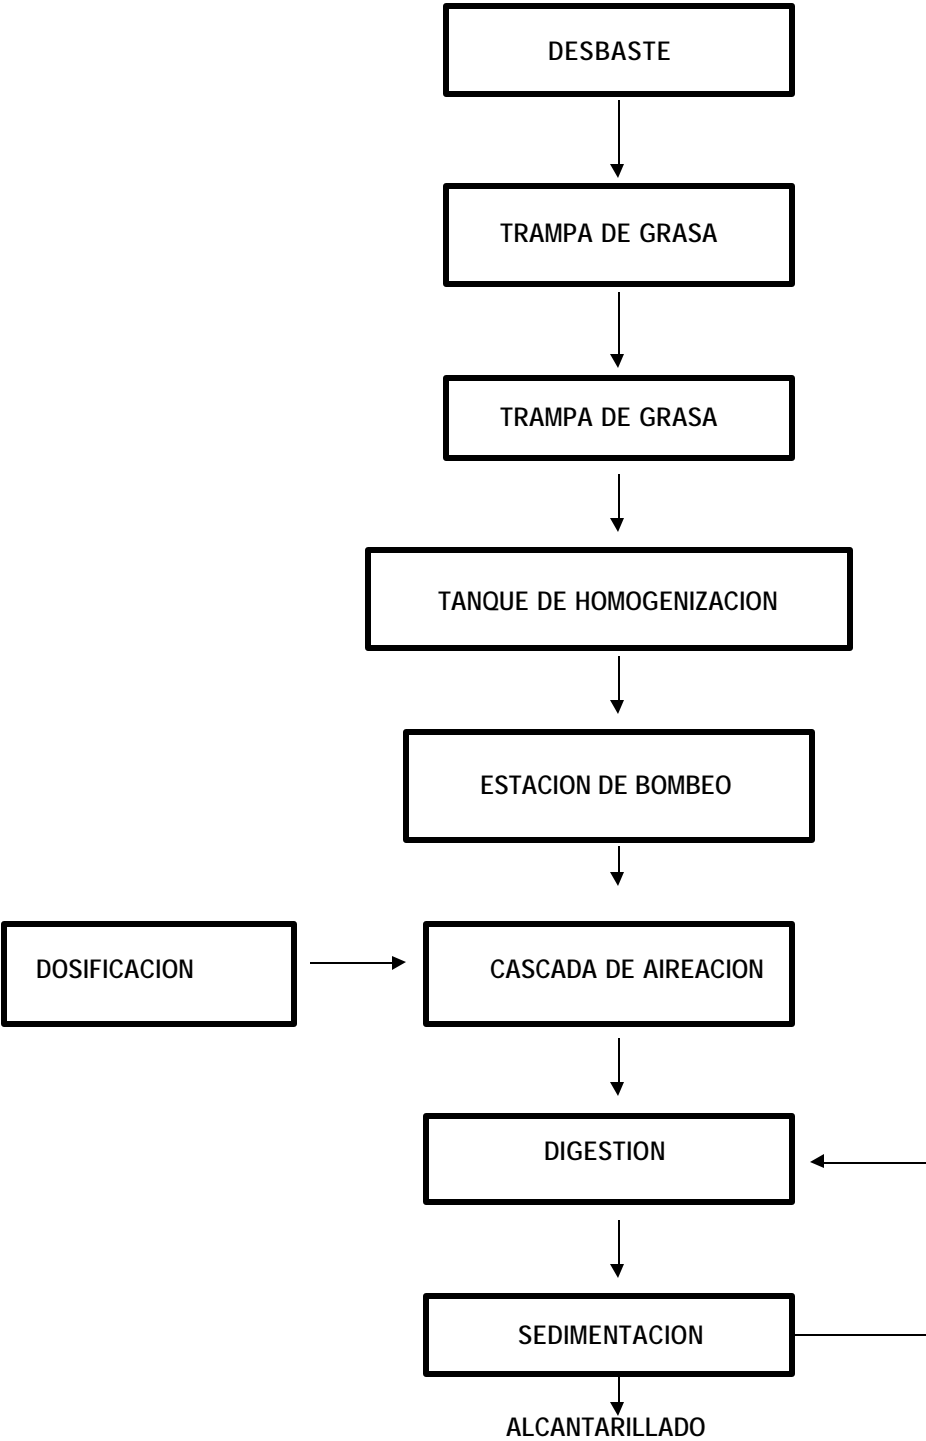 DESBASTE
TRAMPA DE GRASA
TRAMPA DE GRASA
TANQUE DE HOMOGENIZACION
ESTACION DE BOMBEO
DOSIFICACION
CASCADA DE AIREACION
DIGESTION
SEDIMENTACION
ALCANTARILLADO